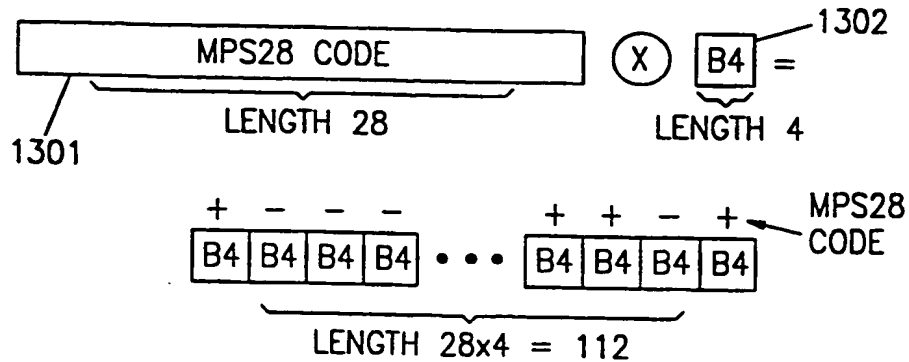 1302
MPS28 CODE X B4 =
LENGTH 28 LENGTH 4
1301
+ - - - + + - + MPS28
CODE
B4 B4 B4 B4 ••• B4 B4 B4 B4
LENGTH 28x4 = 112